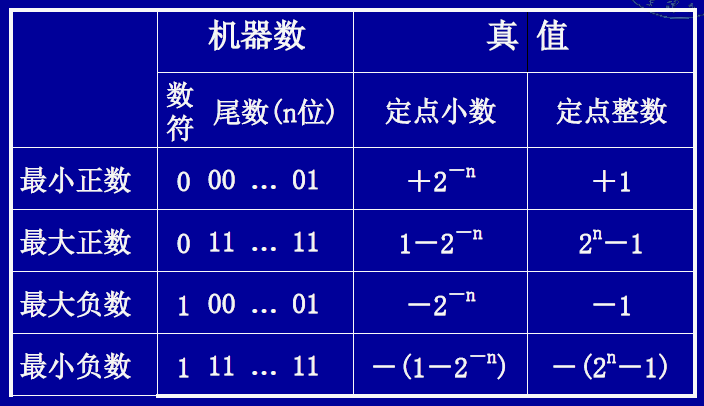 机器数 真 值
数符 尾数(n位) 定点小数 定点整数
最小正数 0 00 … 01 ＋2⁻ⁿ ＋1
最大正数 0 11 … 11 1－2⁻ⁿ 2ⁿ－1
最大负数 1 00 … 01 －2⁻ⁿ －1
最小负数 1 11 … 11 －(1－2⁻ⁿ) －(2ⁿ－1)